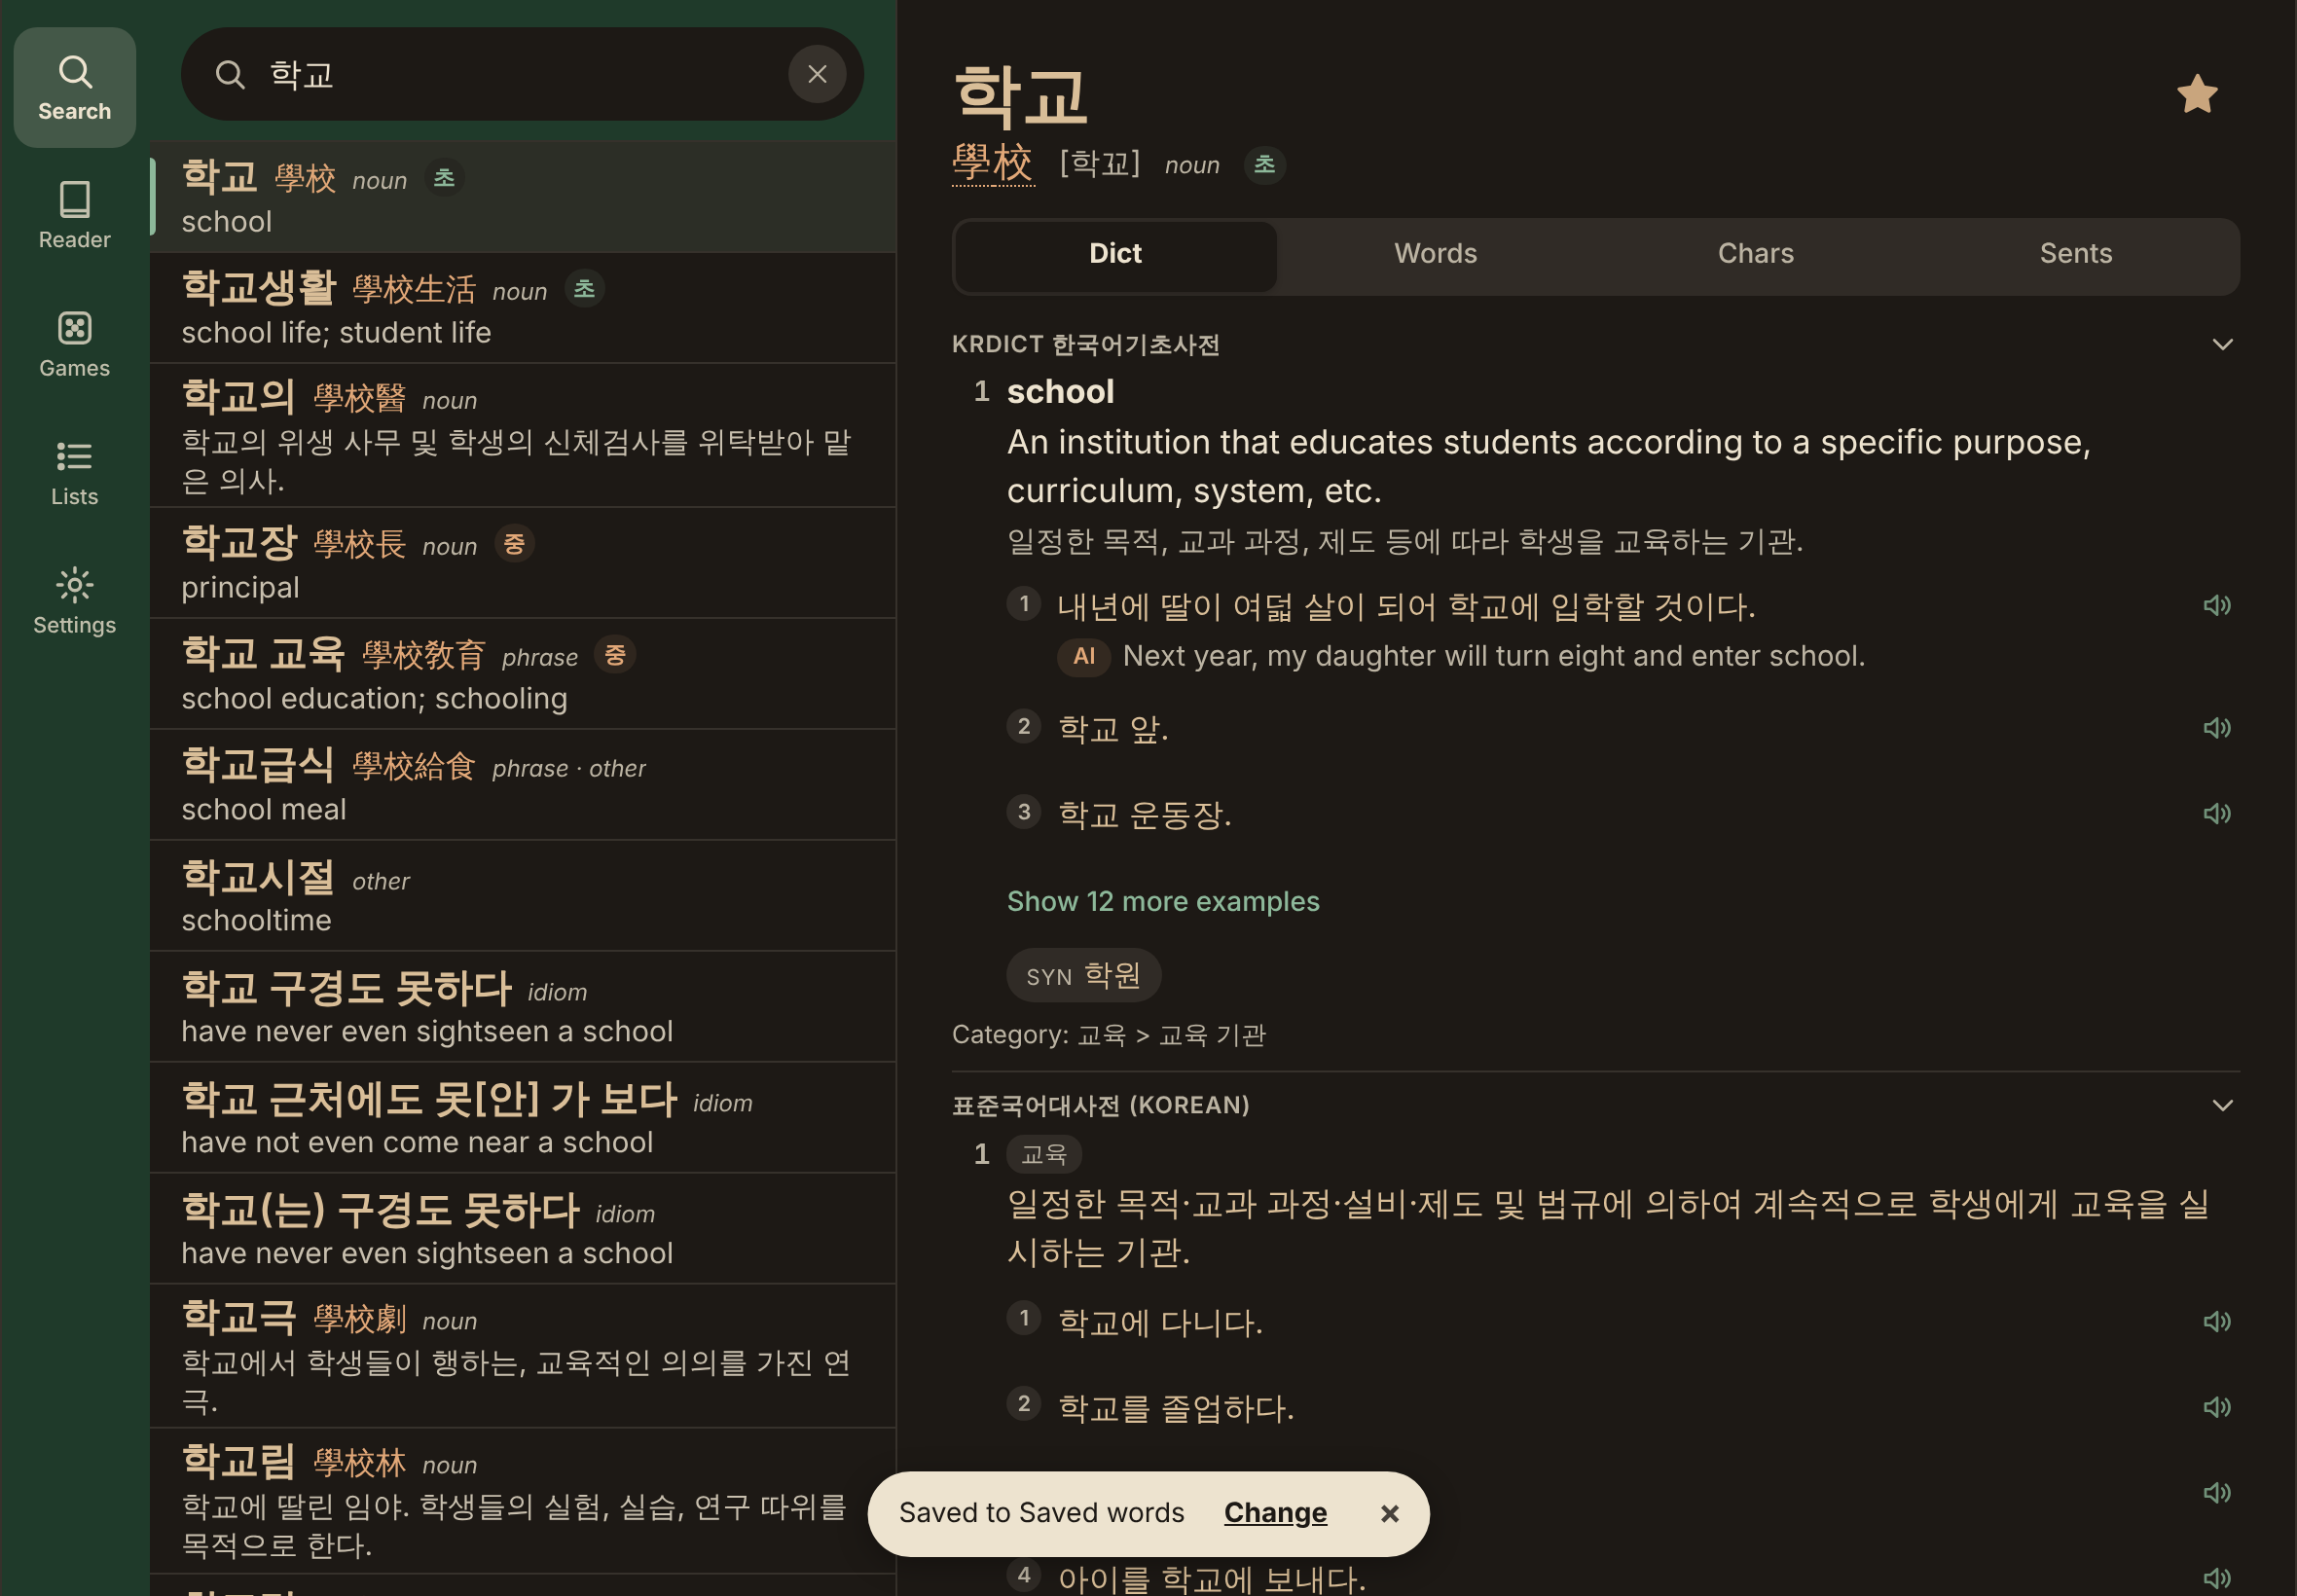 Search
Reader
Games
Lists
Settings
학교
학교 學校 noun 초
school
학교생활 學校生活 noun 초
school life; student life
학교의 學校醫 noun
학교의 위생 사무 및 학생의 신체검사를 위탁받아 맡
은 의사.
학교장 學校長 noun 중
principal
학교 교육 學校敎育 phrase 중
school education; schooling
학교급식 學校給食 phrase · other
school meal
학교시절 other
schooltime
학교 구경도 못하다 idiom
have never even sightseen a school
학교 근처에도 못[안] 가 보다 idiom
have not even come near a school
학교(는) 구경도 못하다 idiom
have never even sightseen a school
학교극 學校劇 noun
학교에서 학생들이 행하는, 교육적인 의의를 가진 연
극.
학교림 學校林 noun
학교에 딸린 임야. 학생들의 실험, 실습, 연구 따위를
목적으로 한다.
학교
學校 [학꾜] noun 초
Dict Words Chars Sents
KRDICT 한국어기초사전
1 school
An institution that educates students according to a specific purpose,
curriculum, system, etc.
일정한 목적, 교과 과정, 제도 등에 따라 학생을 교육하는 기관.
1 내년에 딸이 여덟 살이 되어 학교에 입학할 것이다.
AI Next year, my daughter will turn eight and enter school.
2 학교 앞.
3 학교 운동장.
Show 12 more examples
SYN 학원
Category: 교육 > 교육 기관
표준국어대사전 (KOREAN)
1 교육
일정한 목적·교과 과정·설비·제도 및 법규에 의하여 계속적으로 학생에게 교육을 실
시하는 기관.
1 학교에 다니다.
2 학교를 졸업하다.
Saved to Saved words Change
4 아이를 학교에 보내다.